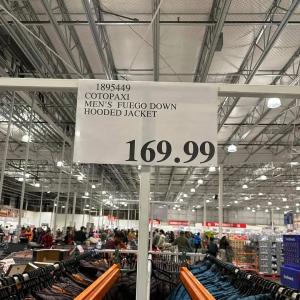 1895449
COTOPAXI
MEN'S FUEGO DOWN
HOODED JACKET
169.99